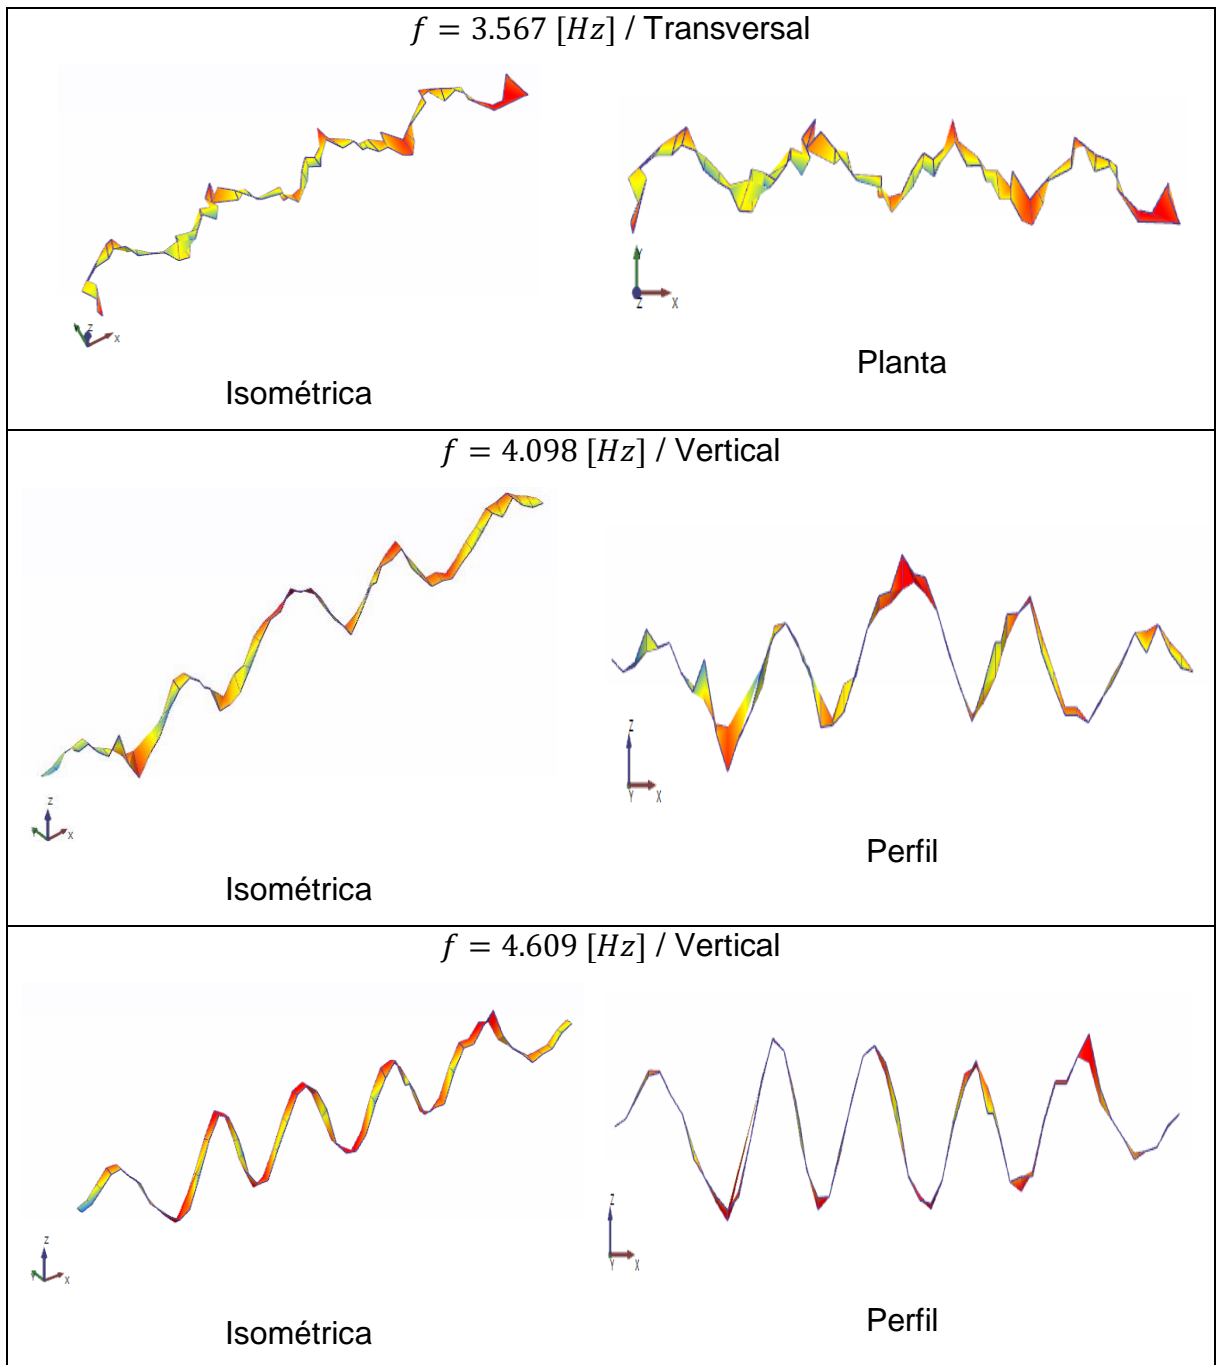 f = 3.567 [Hz] / Transversal
z
x
Y
Z
X
Isométrica
Planta
f = 4.098 [Hz] / Vertical
z
x
Z
Y
X
Isométrica
Perfil
f = 4.609 [Hz] / Vertical
z
x
Z
Y
X
Isométrica
Perfil